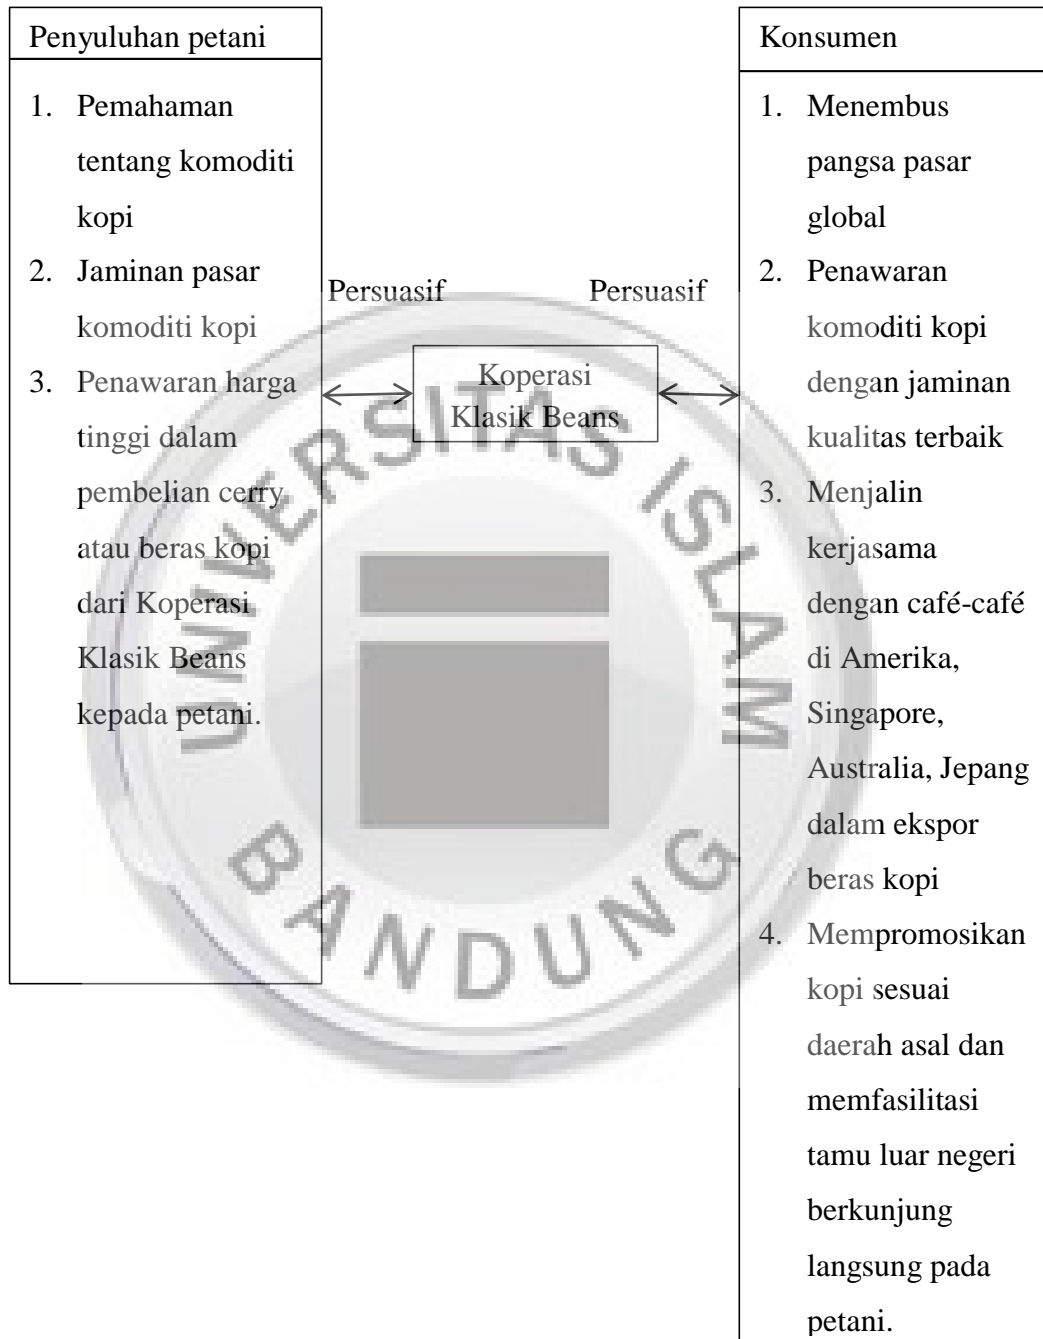 Penyuluhan petani
1. Pemahaman
tentang komoditi
kopi
2. Jaminan pasar
komoditi kopi
3. Penawaran harga
tinggi dalam
pembelian cerry
atau beras kopi
dari Koperasi
Klasik Beans
kepada petani.
Persuasif
Persuasif
Koperasi
Klasik Beans
Konsumen
1. Menembus
pangsa pasar
global
2. Penawaran
komoditi kopi
dengan jaminan
kualitas terbaik
3. Menjalin
kerjasama
dengan café-café
di Amerika,
Singapore,
Australia, Jepang
dalam ekspor
beras kopi
4. Mempromosikan
kopi sesuai
daerah asal dan
memfasilitasi
tamu luar negeri
berkunjung
langsung pada
petani.
UNIVERSITAS ISLAM
BANDUNG